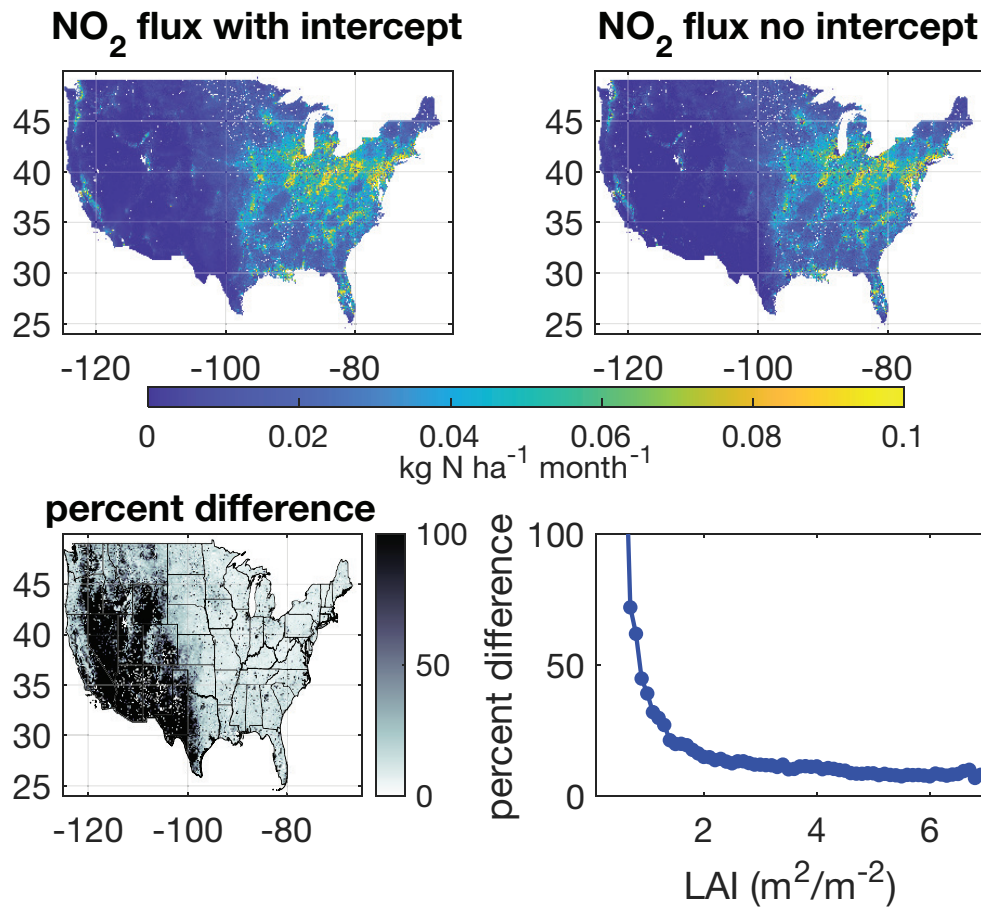 NO₂ flux with intercept
NO₂ flux no intercept
45
40
35
30
25
-120 -100 -80
45
40
35
30
25
-120 -100 -80
0 0.02 0.04 0.06 0.08 0.1
kg N ha⁻¹ month⁻¹
percent difference
45
40
35
30
25
-120 -100 -80
100
50
0
percent difference
100
50
0
2 4 6
LAI (m²/m⁻²)